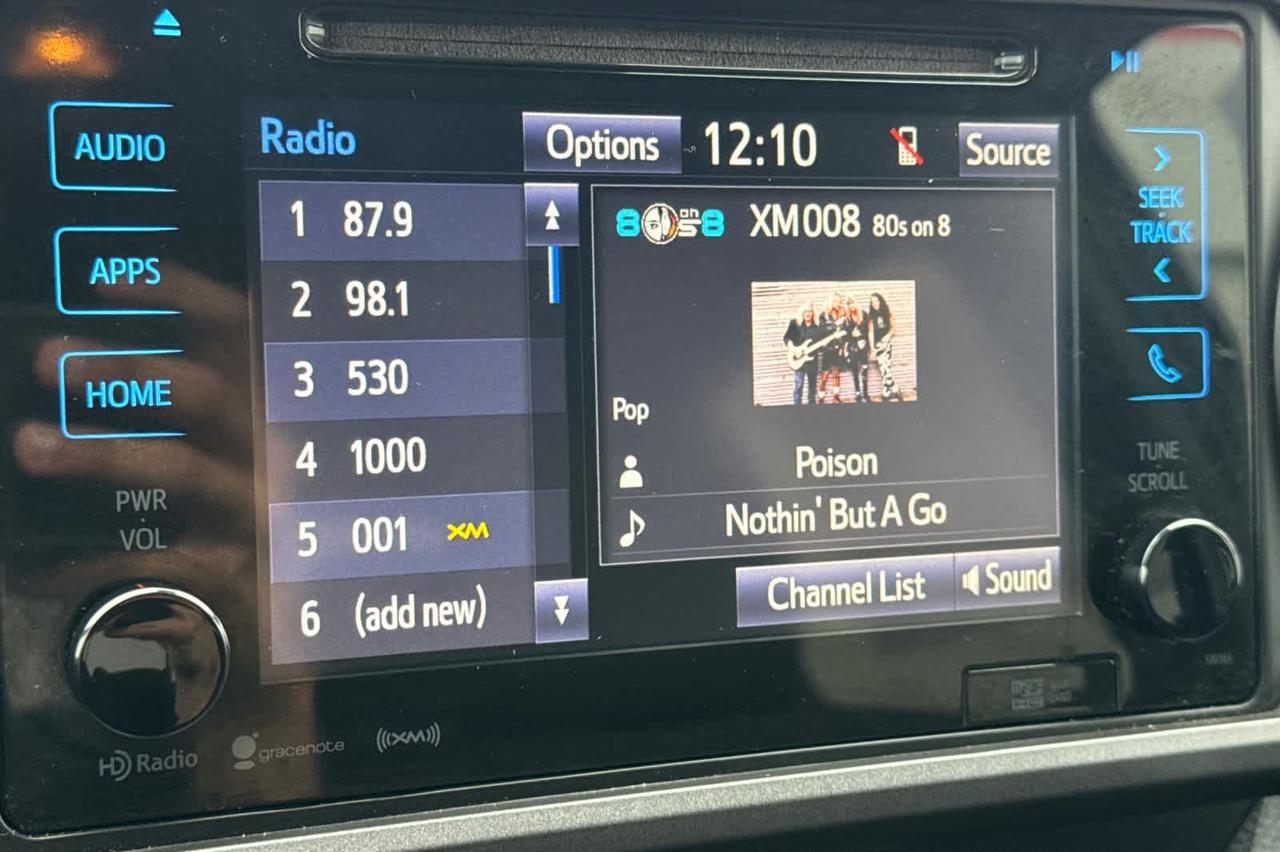 AUDIO
APPS
HOME
PWR
VOL
Radio
Options
12:10
Source
1 87.9
2 98.1
3 530
4 1000
5 001 XM
6 (add new)
8 on 8
XM008 80s on 8
Pop
Poison
Nothin' But A Go
Channel List
Sound
SEEK
TRACK
TUNE
SCROLL
HD Radio
gracenote
((XM))